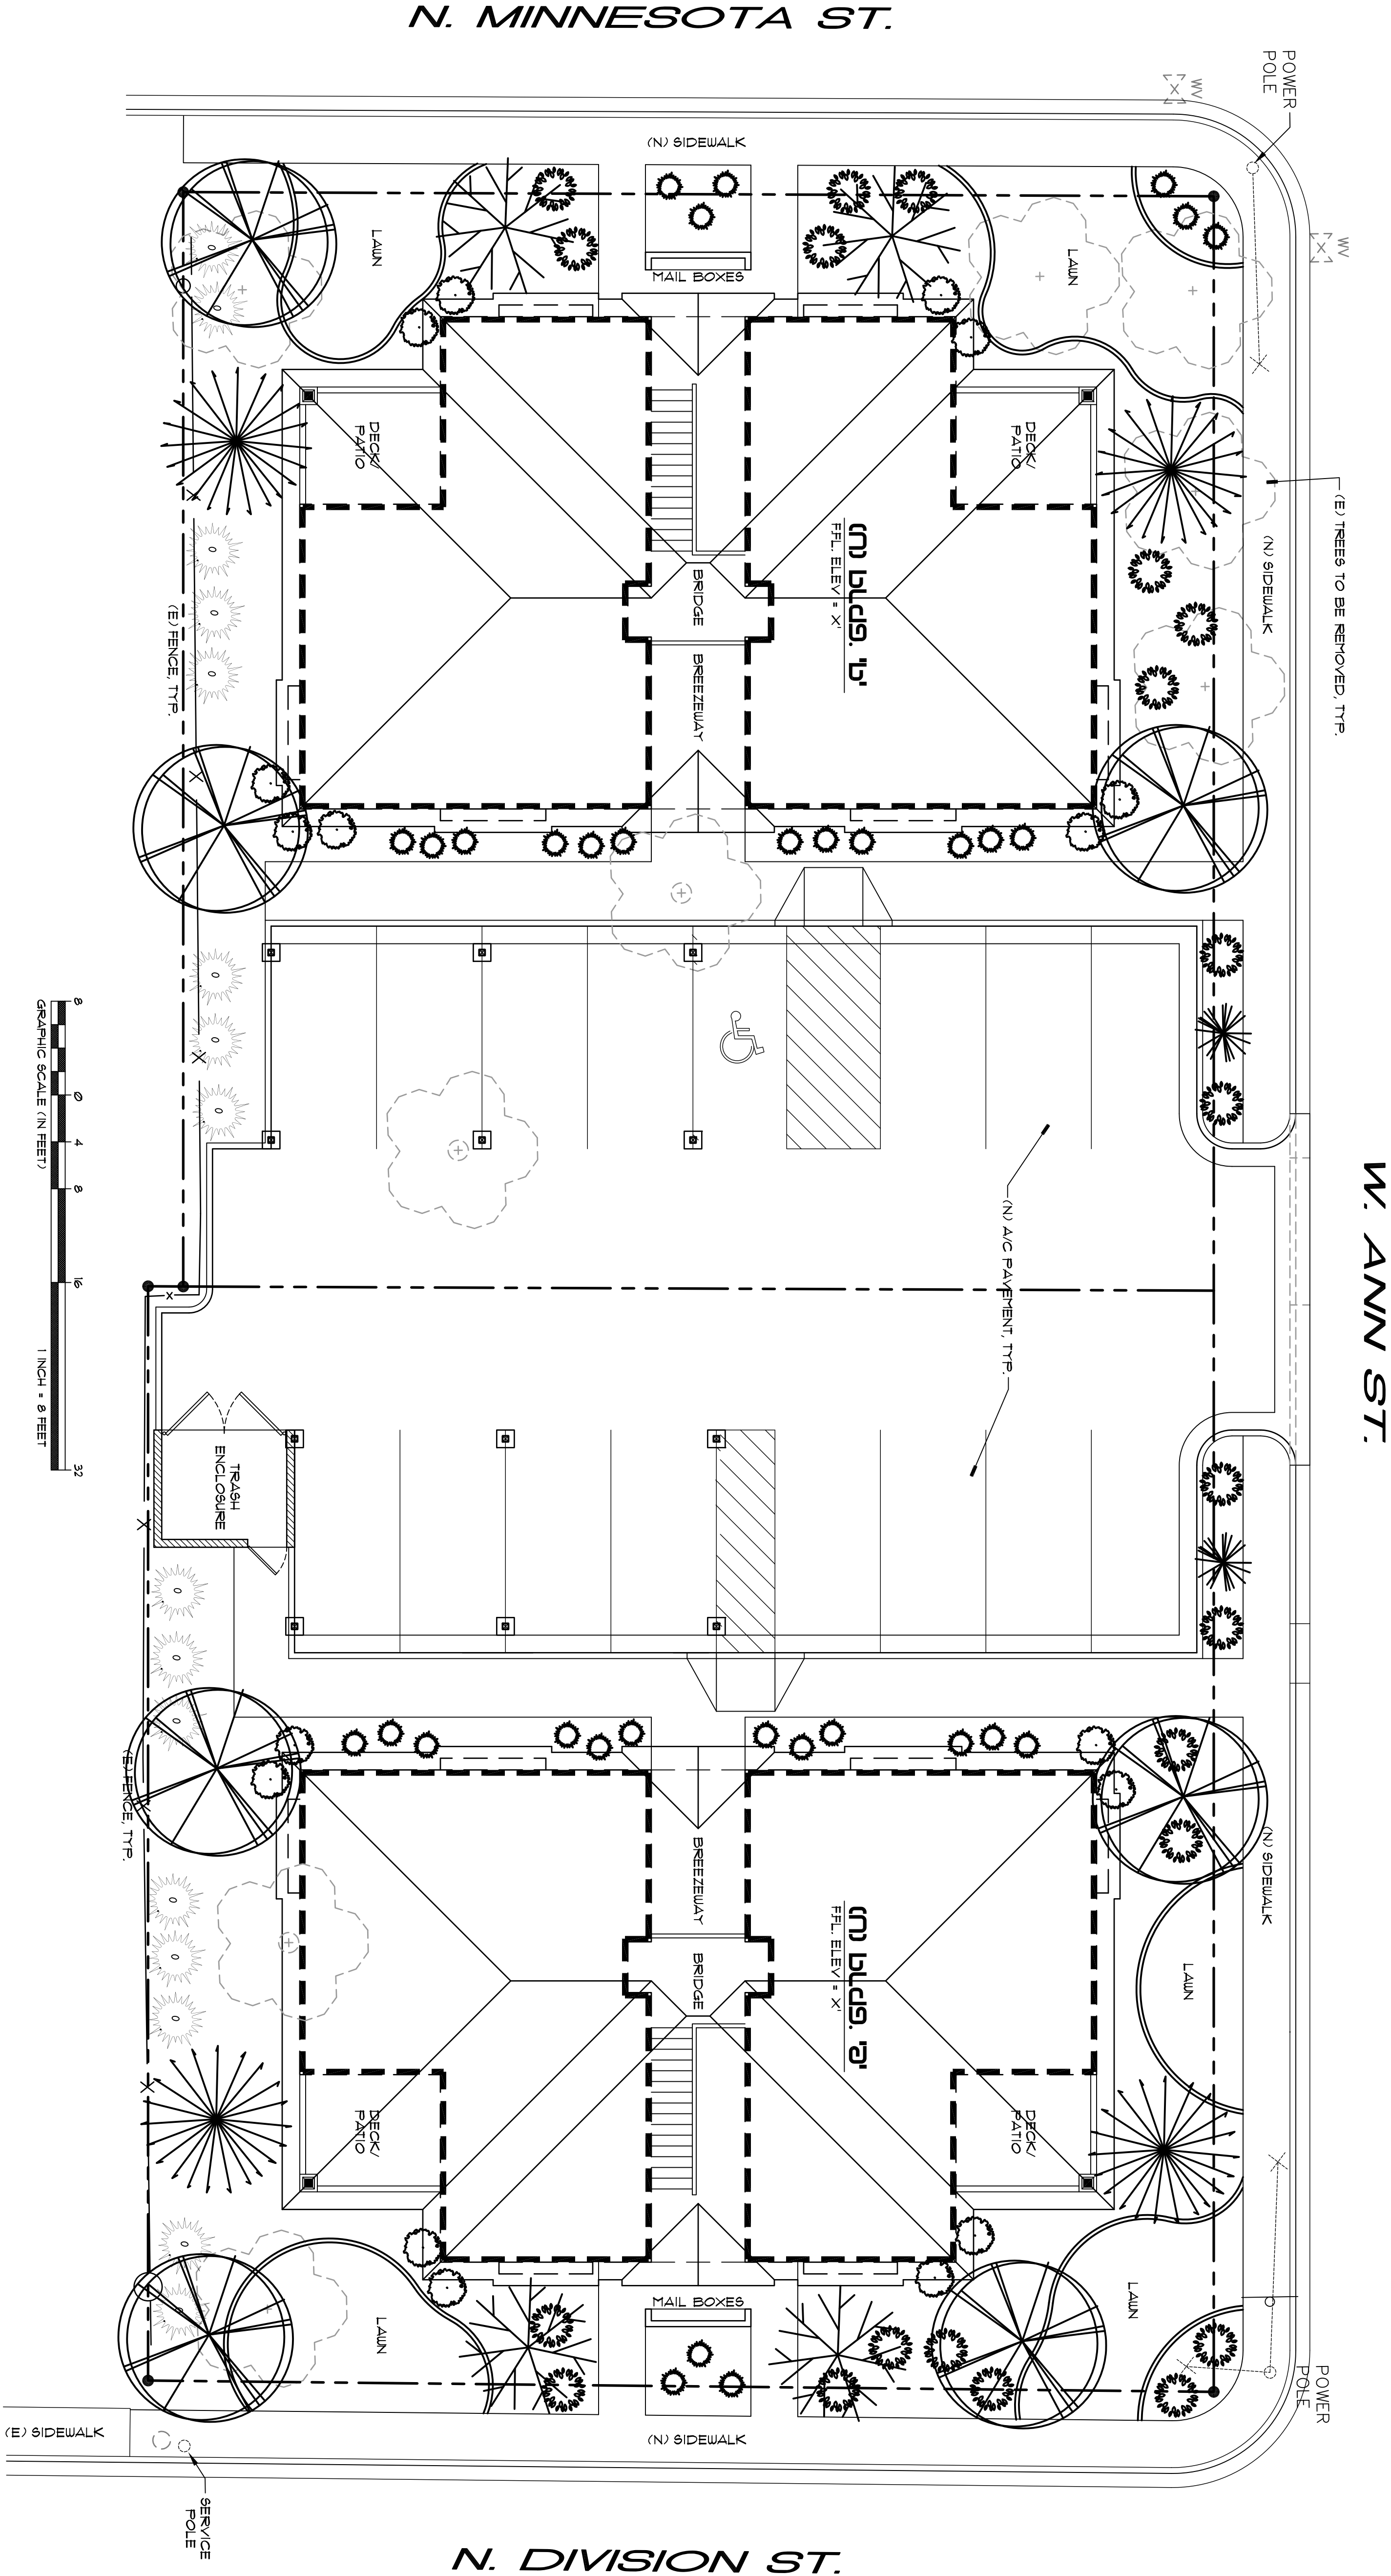 N. MINNESOTA ST.
POWER
POLE
W
W
(N) SIDEWALK
MAIL BOXES
LAWN
LAWN
DECK/
PATIO
DECK/
PATIO
(E) TREES TO BE REMOVED, TYP.
(N) SIDEWALK
(N) bldg. 'b'
F.FL. ELEV = X'
BRIDGE
BREEZEWAY
(E) FENCE, TYP.
W. ANN ST.
(N) A/C PAVEMENT, TYP.
8
0
4
8
16
32
GRAPHIC SCALE (IN FEET)
1 INCH = 8 FEET
TRASH
ENCLOSURE
(E) FENCE, TYP.
(N) SIDEWALK
LAWN
BREEZEWAY
BRIDGE
(N) bldg. 'a'
F.FL. ELEV = X'
DECK/
PATIO
DECK/
PATIO
MAIL BOXES
LAWN
LAWN
POWER
POLE
(E) SIDEWALK
(N) SIDEWALK
SERVICE
POLE
N. DIVISION ST.